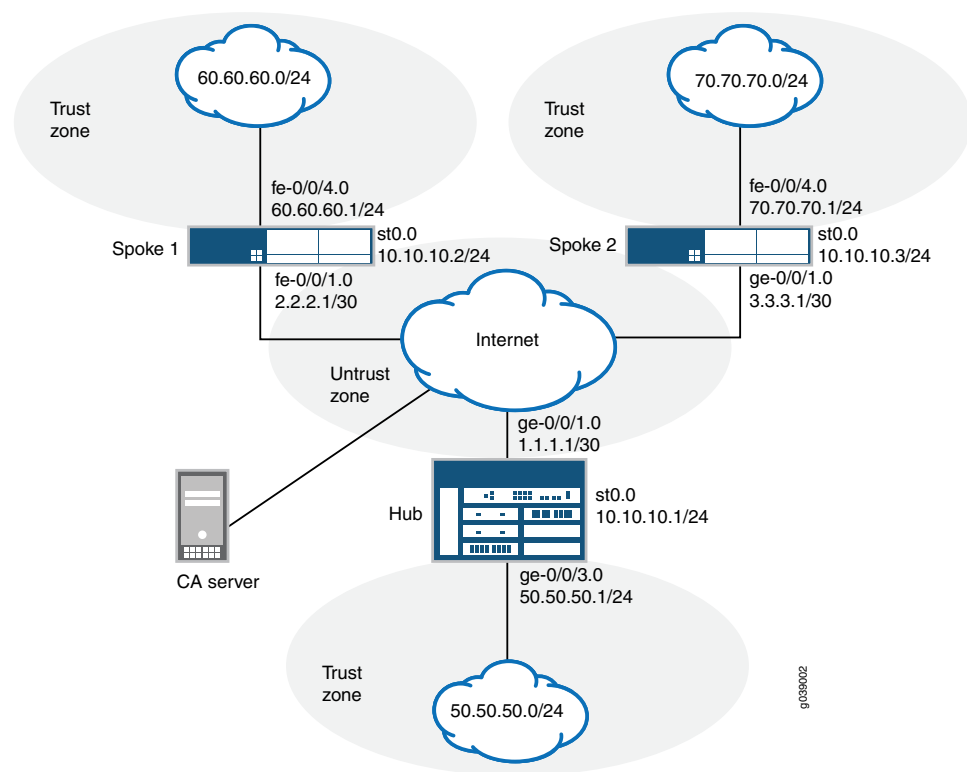 60.60.60.0/24
70.70.70.0/24
Trust
zone
Trust
zone
fe-0/0/4.0
60.60.60.1/24
fe-0/0/4.0
70.70.70.1/24
Spoke 1
st0.0
10.10.10.2/24
Spoke 2
st0.0
10.10.10.3/24
fe-0/0/1.0
2.2.2.1/30
ge-0/0/1.0
3.3.3.1/30
Internet
Untrust
zone
ge-0/0/1.0
1.1.1.1/30
Hub
st0.0
10.10.10.1/24
CA server
ge-0/0/3.0
50.50.50.1/24
Trust
zone
50.50.50.0/24
g039002